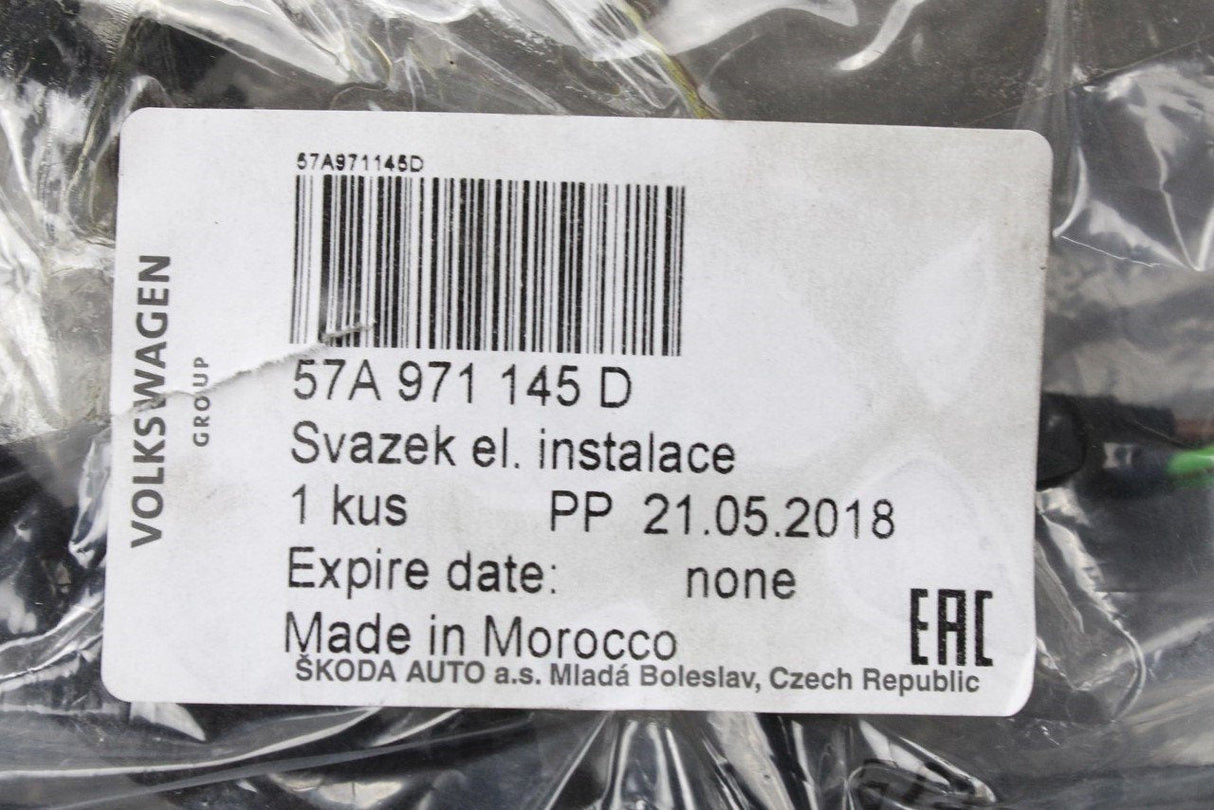 VOLKSWAGEN
GROUP
57A971145D
57A 971 145 D
Svazek el. instalace
1 kus PP 21.05.2018
Expire date: none
Made in Morocco
EAC
ŠKODA AUTO a.s. Mladá Boleslav, Czech Republic